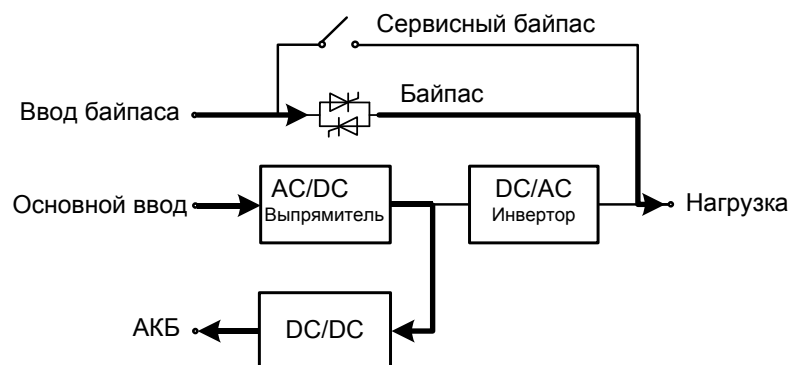 Сервисный байпас
Ввод байпаса
Байпас
Основной ввод
AC/DC
Выпрямитель
DC/AC
Инвертор
Нагрузка
АКБ
DC/DC